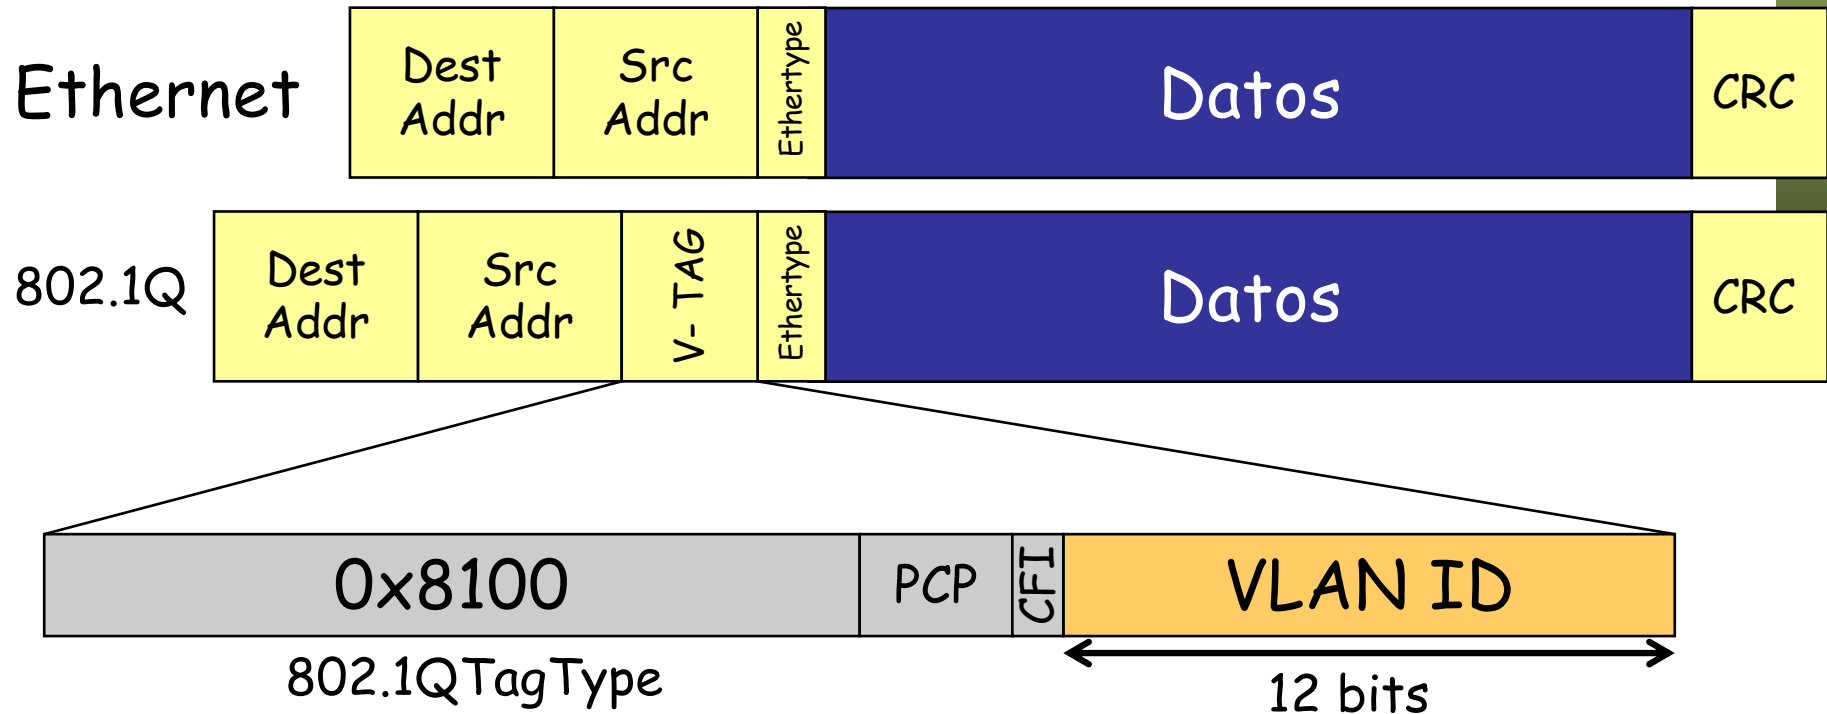 Ethernet
Dest
Addr
Src
Addr
Ethertype
Datos
CRC
802.1Q
Dest
Addr
Src
Addr
V- TAG
Ethertype
Datos
CRC
0x8100
PCP
CFI
VLAN ID
802.1QTagType
12 bits